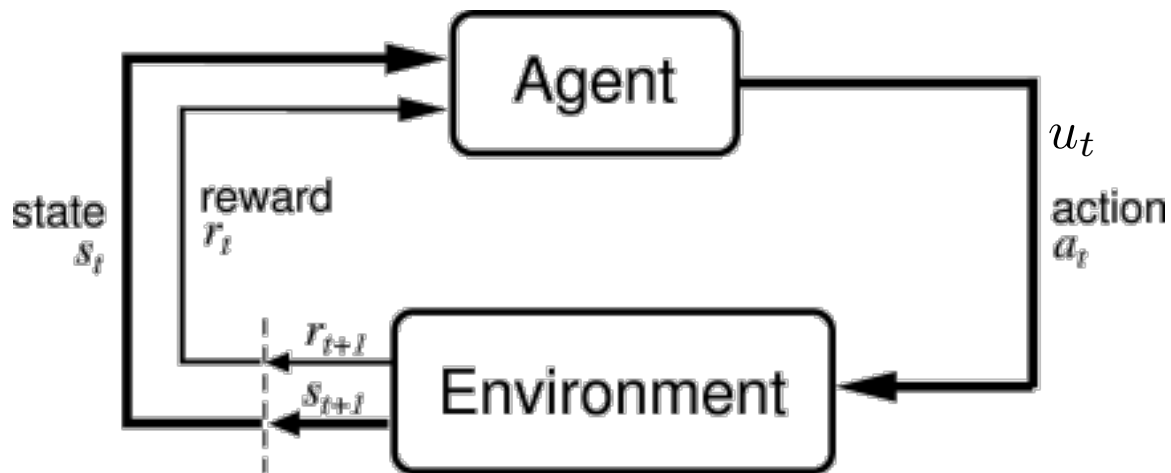 Agent
u_t
state
s_t
reward
r_t
action
a_t
r_{t+1}
s_{t+1}
Environment